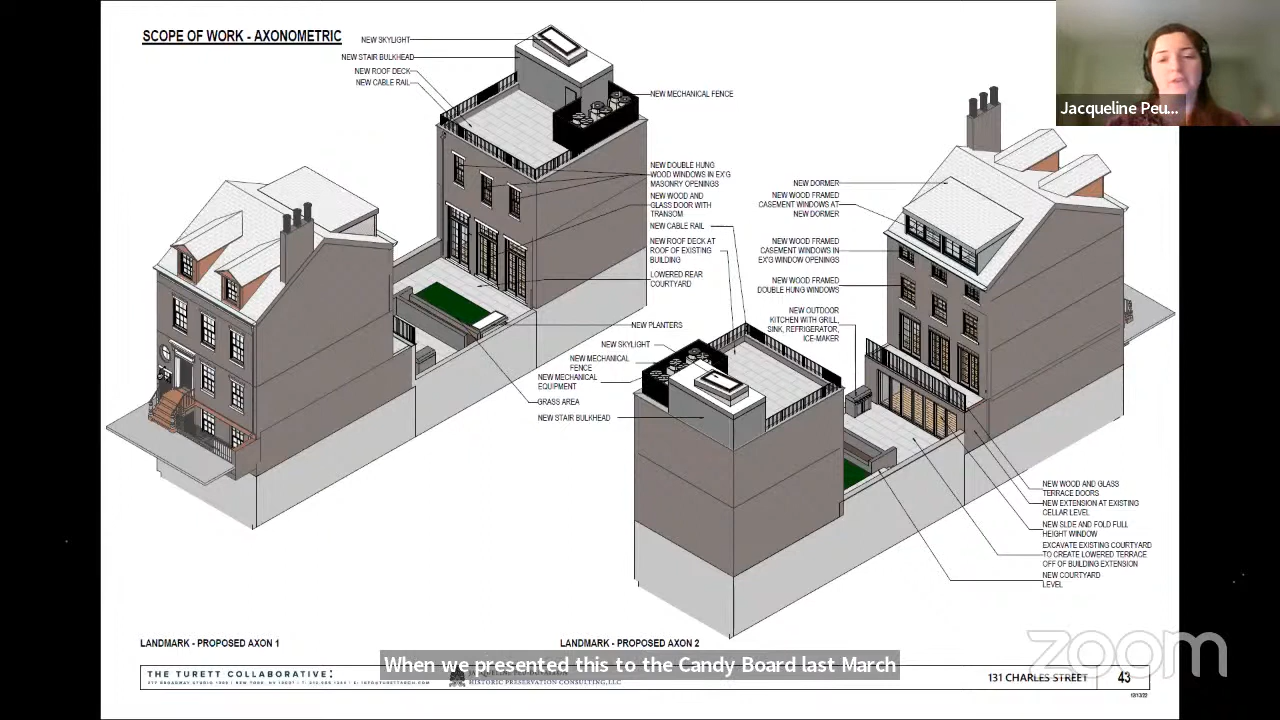 SCOPE OF WORK - AXONOMETRIC
NEW SKYLIGHT
NEW STAIR BULKHEAD
NEW ROOF DECK
NEW CABLE RAIL
NEW MECHANICAL FENCE
NEW DOUBLE HUNG
WOOD WINDOWS IN EX'G
MASONRY OPENINGS
NEW WOOD AND
GLASS DOOR WITH
TRANSOM
NEW CABLE RAIL
NEW ROOF DECK AT
ROOF OF EXISTING
BUILDING
LOWERED REAR
COURTYARD
NEW PLANTERS
NEW SKYLIGHT
NEW MECHANICAL
FENCE
NEW MECHANICAL
EQUIPMENT
GRASS AREA
NEW STAIR BULKHEAD
NEW DORMER
NEW WOOD FRAMED
CASEMENT WINDOWS AT
NEW DORMER
NEW WOOD FRAMED
CASEMENT WINDOWS IN
EX'G WINDOW OPENINGS
NEW WOOD FRAMED
DOUBLE HUNG WINDOWS
NEW OUTDOOR
KITCHEN WITH GRILL,
SINK, REFRIGERATOR,
ICE-MAKER
NEW WOOD AND GLASS
TERRACE DOORS
NEW EXTENSION AT EXISTING
CELLAR LEVEL
NEW SLDE AND FOLD FULL
HEIGHT WINDOW
EXCAVATE EXISTING COURTYARD
TO CREATE LOWERED TERRACE
OFF OF BUILDING EXTENSION
NEW COURTYARD
LEVEL
Jacqueline Peu...
LANDMARK - PROPOSED AXON 1
LANDMARK - PROPOSED AXON 2
zoom
When we presented this to the Candy Board last March
THE TURETT COLLABORATIVE:
HISTORIC PRESERVATION CONSULTING, LLC
131 CHARLES STREET
43